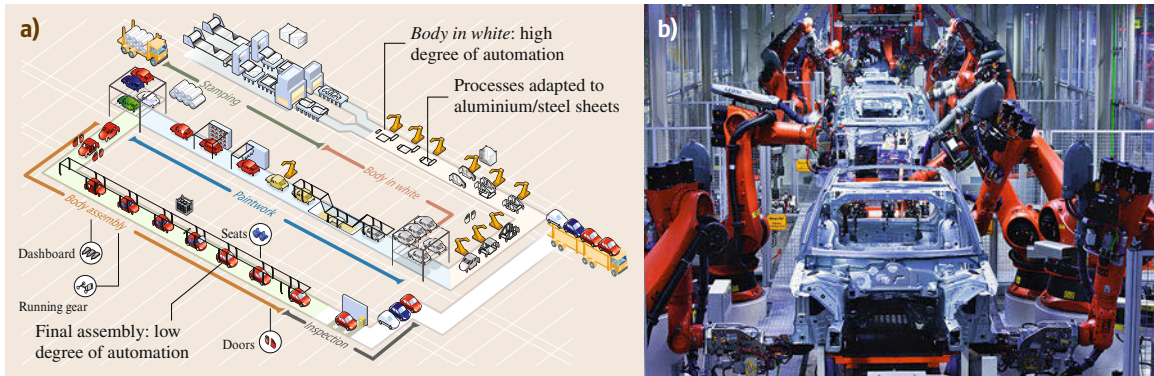 a)
Body in white: high
degree of automation
Processes adapted to
aluminium/steel sheets
Stamping
Body in white
Paintwork
Body assembly
Seats
Dashboard
Running gear
Final assembly: low
degree of automation
Doors
Inspection
b)